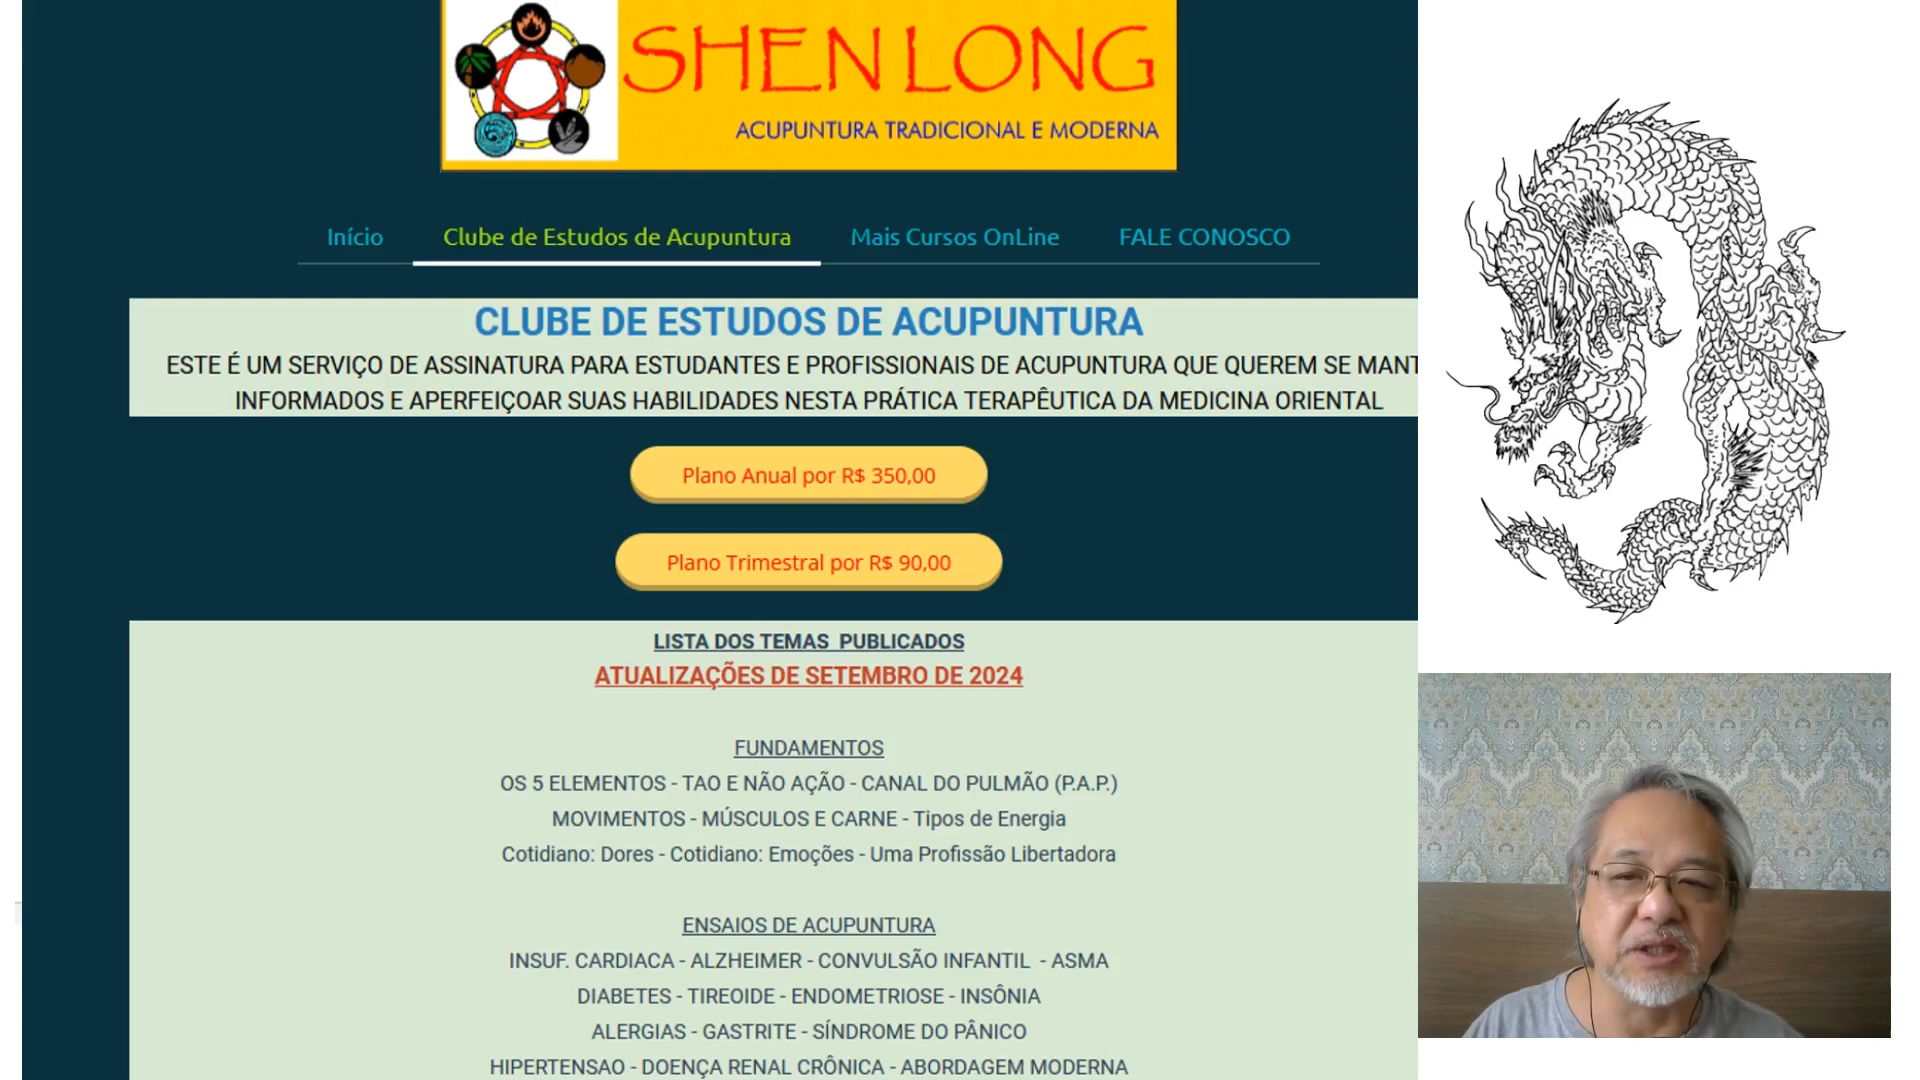 SHEN LONG
ACUPUNTURA TRADICIONAL E MODERNA
Início
Clube de Estudos de Acupuntura
Mais Cursos OnLine
FALE CONOSCO
CLUBE DE ESTUDOS DE ACUPUNTURA
ESTE É UM SERVIÇO DE ASSINATURA PARA ESTUDANTES E PROFISSIONAIS DE ACUPUNTURA QUE QUEREM SE MANT
INFORMADOS E APERFEIÇOAR SUAS HABILIDADES NESTA PRÁTICA TERAPÊUTICA DA MEDICINA ORIENTAL
Plano Anual por R$ 350,00
Plano Trimestral por R$ 90,00
LISTA DOS TEMAS PUBLICADOS
ATUALIZAÇÕES DE SETEMBRO DE 2024
FUNDAMENTOS
OS 5 ELEMENTOS - TAO E NÃO AÇÃO - CANAL DO PULMÃO (P.A.P.)
MOVIMENTOS - MÚSCULOS E CARNE - Tipos de Energia
Cotidiano: Dores - Cotidiano: Emoções - Uma Profissão Libertadora
ENSAIOS DE ACUPUNTURA
INSUF. CARDIACA - ALZHEIMER - CONVULSÃO INFANTIL - ASMA
DIABETES - TIREOIDE - ENDOMETRIOSE - INSÔNIA
ALERGIAS - GASTRITE - SÍNDROME DO PÂNICO
HIPERTENSAO - DOENÇA RENAL CRÔNICA - ABORDAGEM MODERNA